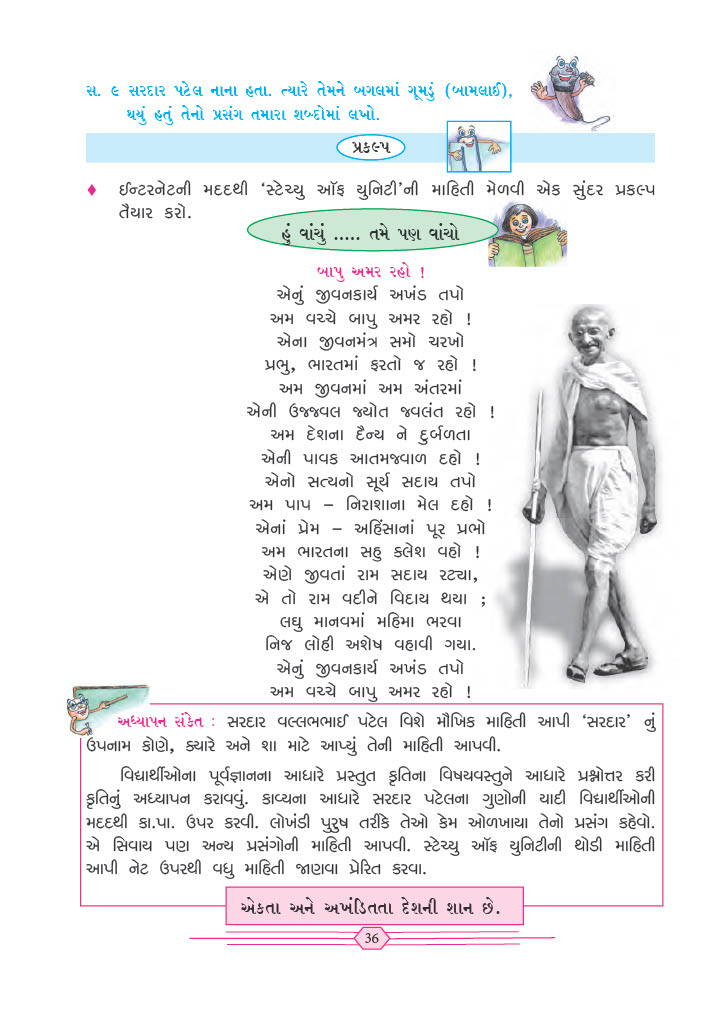 સ. ૯ સરદાર પટેલ નાના હતા. ત્યારે તેમને બગલમાં ગૂમડું (બામલાઈ),
થયું હતું તેનો પ્રસંગ તમારા શબ્દોમાં લખો.
પ્રકલ્પ
♦ ઈન્ટરનેટની મદદથી ‘સ્ટેચ્યુ ઑફ યુનિટી’ની માહિતી મેળવી એક સુંદર પ્રકલ્પ
તૈયાર કરો.
હું વાંચું ..... તમે પણ વાંચો
બાપુ અમર રહો !
એનું જીવનકાર્ય અખંડ તપો
અમ વચ્ચે બાપુ અમર રહો !
એના જીવનમંત્ર સમો ચરખો
પ્રભુ, ભારતમાં ફરતો જ રહો !
અમ જીવનમાં અમ અંતરમાં
એની ઉજ્જ્વલ જ્યોત જ્વલંત રહો !
અમ દેશના દૈન્ય ને દુર્બળતા
એની પાવક આતમજ્વાળ દહો !
એનો સત્યનો સૂર્ય સદાય તપો
અમ પાપ – નિરાશાના મેલ દહો !
એનાં પ્રેમ – અહિંસાનાં પૂર પ્રભો
અમ ભારતના સહુ કલેશ વહો !
એણે જીવતાં રામ સદાય રટ્યા,
એ તો રામ વદીને વિદાય થયા ;
લઘુ માનવમાં મહિમા ભરવા
નિજ લોહી અશેષ વહાવી ગયા.
એનું જીવનકાર્ય અખંડ તપો
અમ વચ્ચે બાપુ અમર રહો !
અધ્યાપન સંકેત : સરદાર વલ્લભભાઈ પટેલ વિશે મૌખિક માહિતી આપી ‘સરદાર’ નું
ઉપનામ કોણે, ક્યારે અને શા માટે આપ્યું તેની માહિતી આપવી.
વિદ્યાર્થીઓના પૂર્વજ્ઞાનના આધારે પ્રસ્તુત કૃતિના વિષયવસ્તુને આધારે પ્રશ્નોત્તર કરી
કૃતિનું અધ્યાપન કરાવવું. કાવ્યના આધારે સરદાર પટેલના ગુણોની યાદી વિદ્યાર્થીઓની
મદદથી કા.પા. ઉપર કરવી. લોખંડી પુરુષ તરીકે તેઓ કેમ ઓળખાયા તેનો પ્રસંગ કહેવો.
એ સિવાય પણ અન્ય પ્રસંગોની માહિતી આપવી. સ્ટેચ્યુ ઑફ યુનિટીની થોડી માહિતી
આપી નેટ ઉપરથી વધુ માહિતી જાણવા પ્રેરિત કરવા.
એકતા અને અખંડિતતા દેશની શાન છે.
36